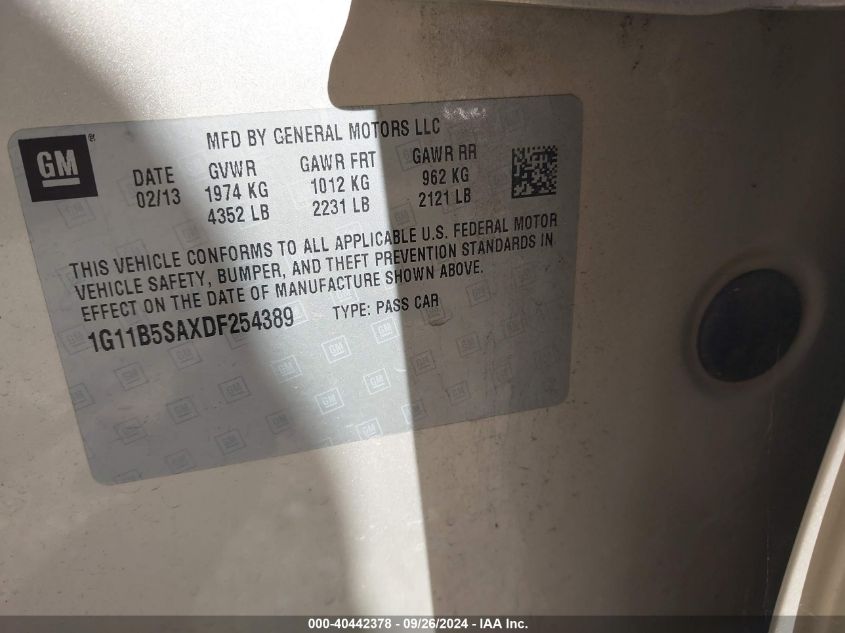 GM
®
MFD BY GENERAL MOTORS LLC
DATE GVWR GAWR FRT GAWR RR
02/13 1974 KG 1012 KG 962 KG
4352 LB 2231 LB 2121 LB
THIS VEHICLE CONFORMS TO ALL APPLICABLE U.S. FEDERAL MOTOR
VEHICLE SAFETY, BUMPER, AND THEFT PREVENTION STANDARDS IN
EFFECT ON THE DATE OF MANUFACTURE SHOWN ABOVE.
1G11B5SAXDF254389 TYPE: PASS CAR
000-40442378 - 09/26/2024 - IAA Inc.